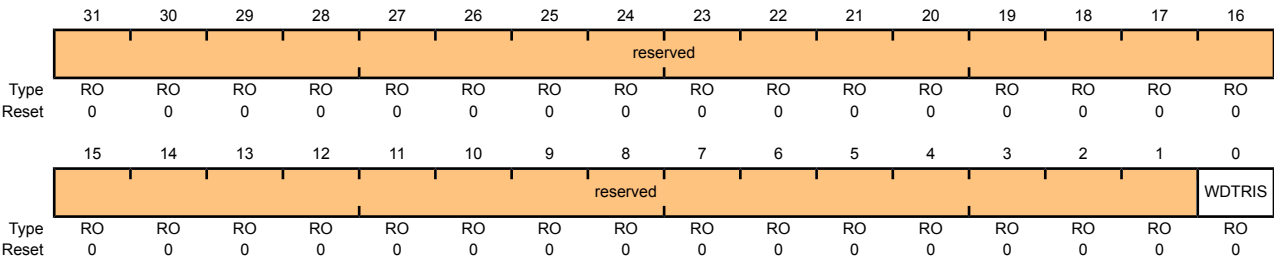 31 30 29 28 27 26 25 24 23 22 21 20 19 18 17 16
reserved
Type RO RO RO RO RO RO RO RO RO RO RO RO RO RO RO RO
Reset 0 0 0 0 0 0 0 0 0 0 0 0 0 0 0 0
15 14 13 12 11 10 9 8 7 6 5 4 3 2 1 0
reserved WDTRIS
Type RO RO RO RO RO RO RO RO RO RO RO RO RO RO RO RO
Reset 0 0 0 0 0 0 0 0 0 0 0 0 0 0 0 0